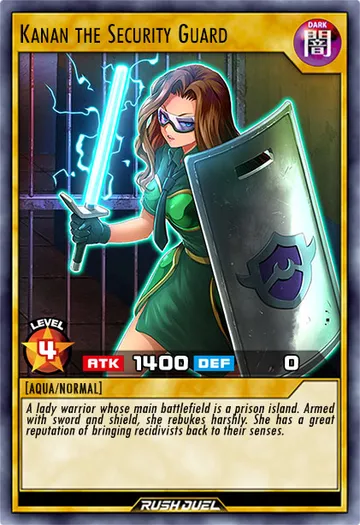 Kanan the Security Guard
DARK
闇
LEVEL
4
ATK 1400 DEF 0
[AQUA/NORMAL]
A lady warrior whose main battlefield is a prison island. Armed
with sword and shield, she rebukes harshly. She has a great
reputation of bringing recidivists back to their senses.
RUSH DUEL